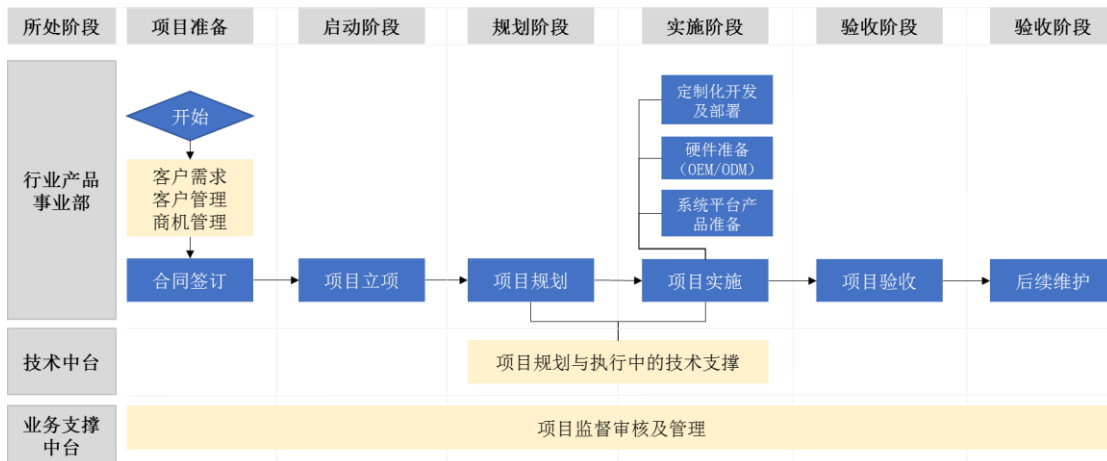 所处阶段
项目准备
启动阶段
规划阶段
实施阶段
验收阶段
验收阶段
行业产品
事业部
开始
客户需求
客户管理
商机管理
定制化开发
及部署
硬件准备
（OEM/ODM）
系统平台产
品准备
合同签订
项目立项
项目规划
项目实施
项目验收
后续维护
技术中台
项目规划与执行中的技术支撑
业务支撑
中台
项目监督审核及管理